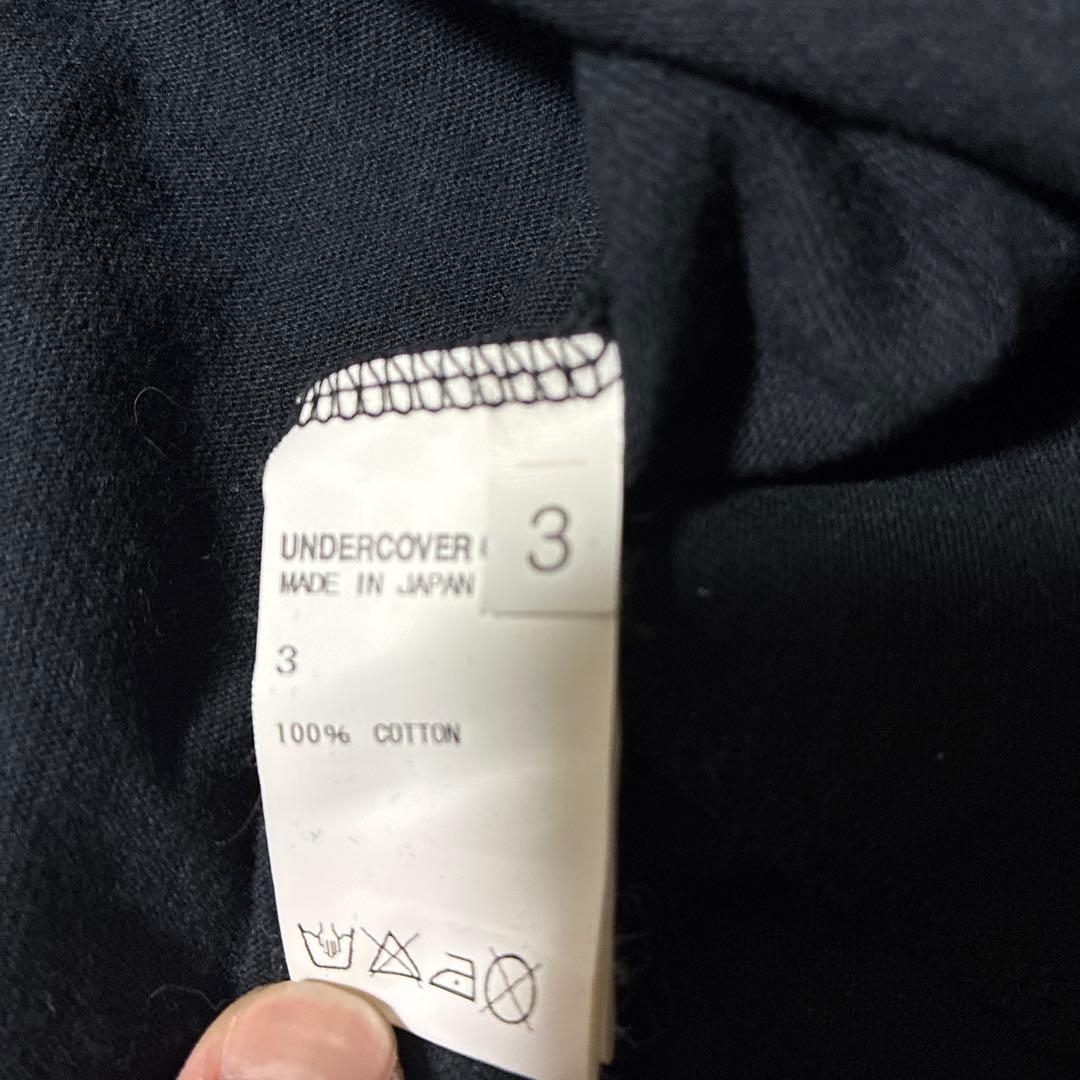 UNDERCOVER
3
MADE IN JAPAN
3
100% COTTON